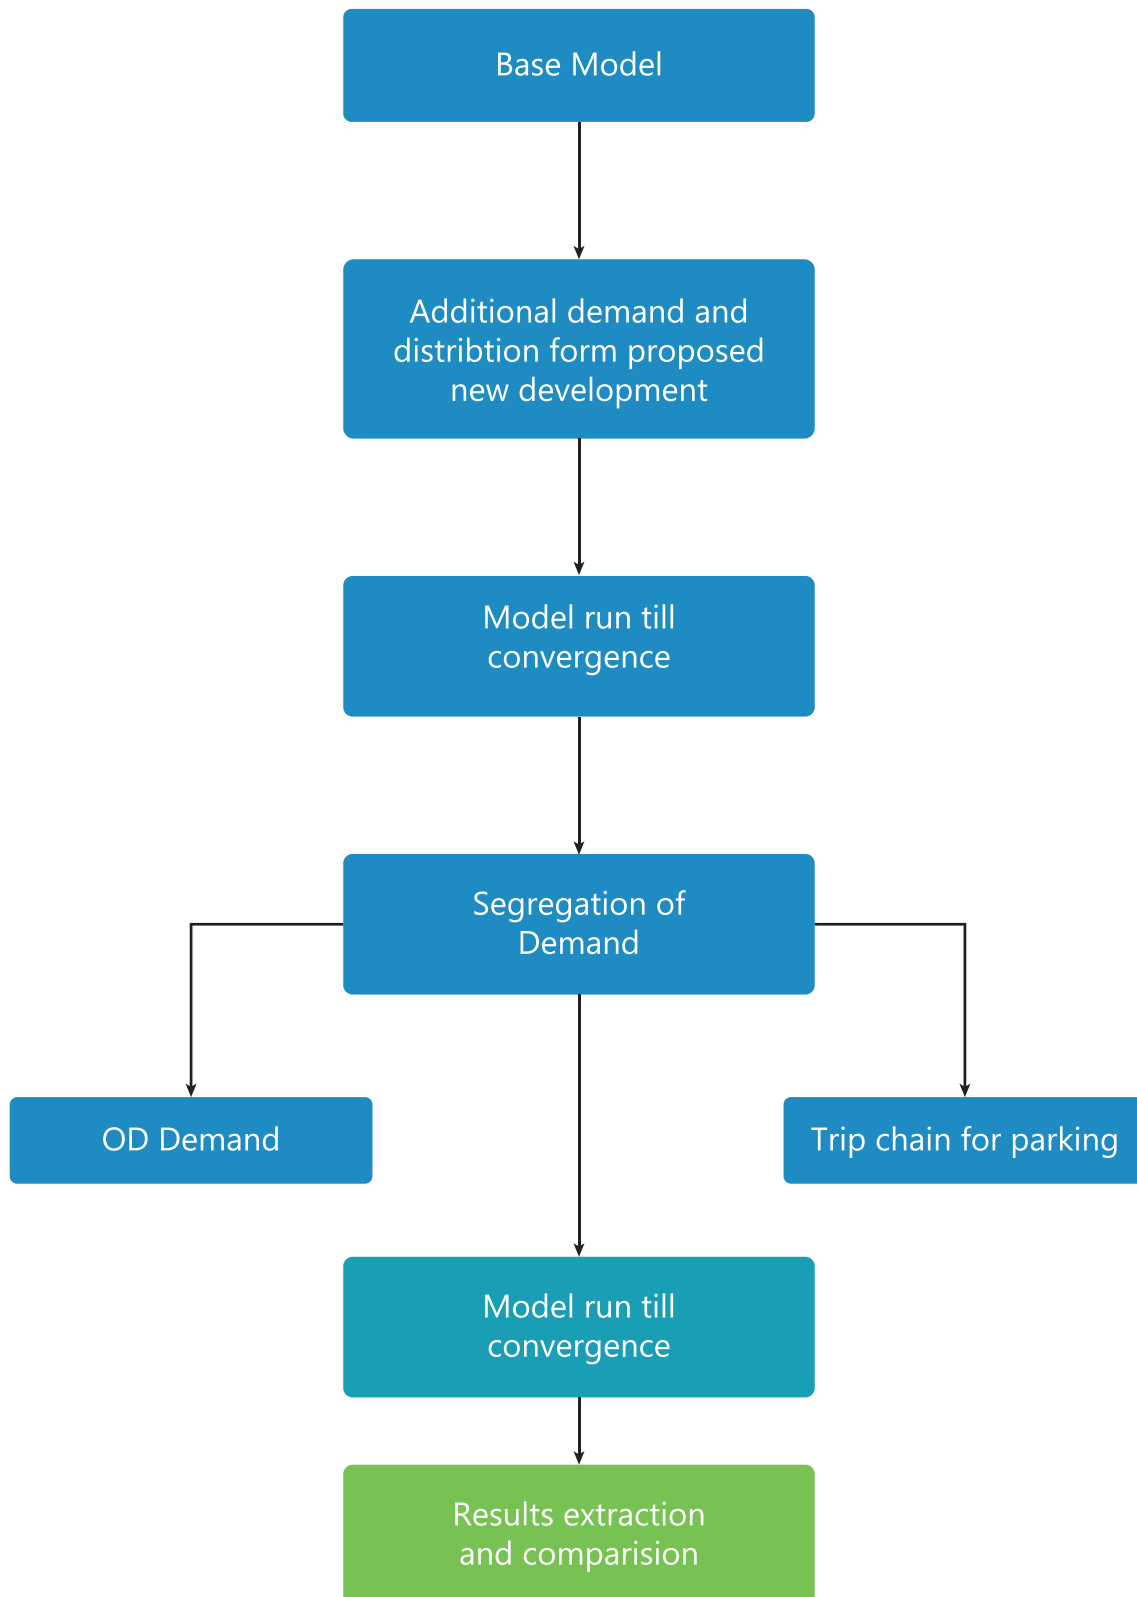 Base Model
Additional demand and
distribtion form proposed
new development
Model run till
convergence
Segregation of
Demand
OD Demand
Trip chain for parking
Model run till
convergence
Results extraction
and comparision